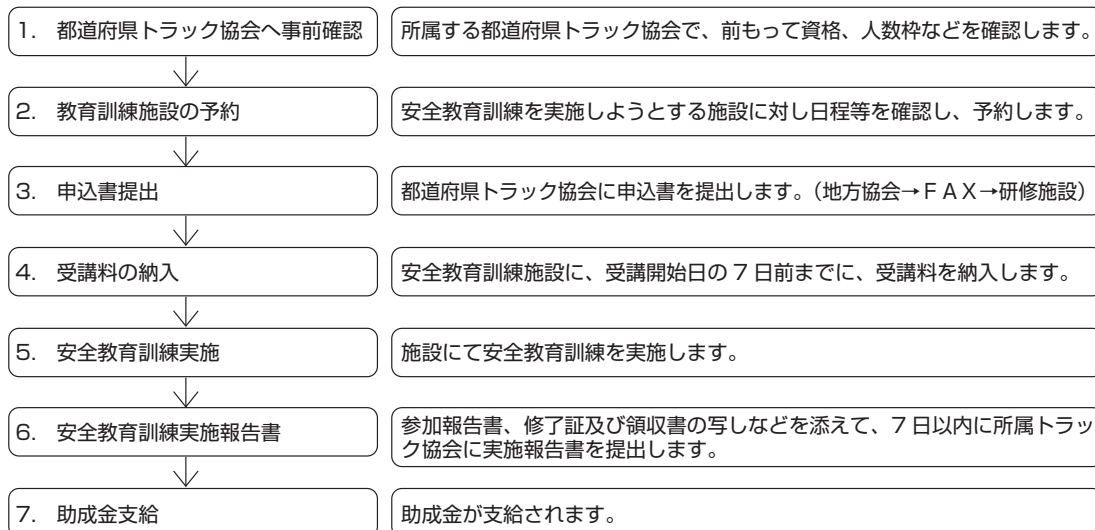 1. 都道府県トラック協会へ事前確認
所属する都道府県トラック協会で、前もって資格、人数枠などを確認します。
2. 教育訓練施設の予約
安全教育訓練を実施しようとする施設に対し日程等を確認し、予約します。
3. 申込書提出
都道府県トラック協会に申込書を提出します。（地方協会→ＦＡＸ→研修施設）
4. 受講料の納入
安全教育訓練施設に、受講開始日の 7 日前までに、受講料を納入します。
5. 安全教育訓練実施
施設にて安全教育訓練を実施します。
6. 安全教育訓練実施報告書
参加報告書、修了証及び領収書の写しなどを添えて、7 日以内に所属トラッ
ク協会に実施報告書を提出します。
7. 助成金支給
助成金が支給されます。